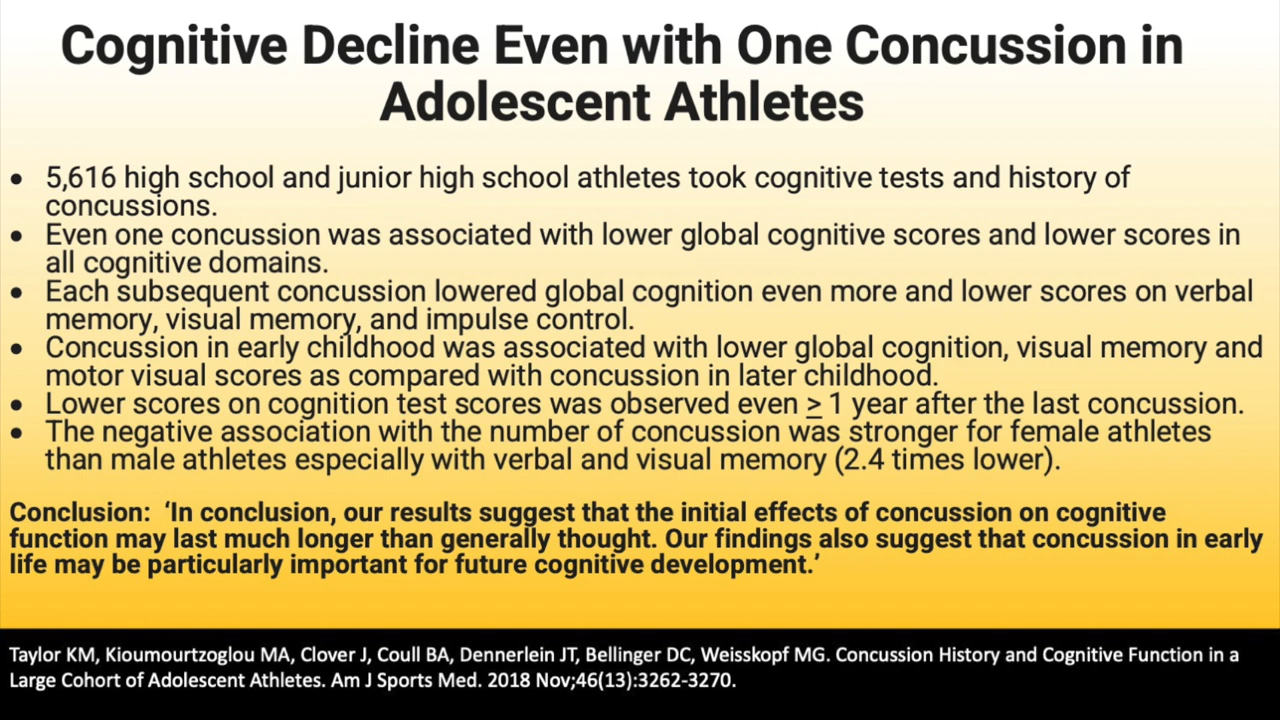 Cognitive Decline Even with One Concussion in
Adolescent Athletes
• 5,616 high school and junior high school athletes took cognitive tests and history of
concussions.
• Even one concussion was associated with lower global cognitive scores and lower scores in
all cognitive domains.
• Each subsequent concussion lowered global cognition even more and lower scores on verbal
memory, visual memory, and impulse control.
• Concussion in early childhood was associated with lower global cognition, visual memory and
motor visual scores as compared with concussion in later childhood.
• Lower scores on cognition test scores was observed even ≥ 1 year after the last concussion.
• The negative association with the number of concussion was stronger for female athletes
than male athletes especially with verbal and visual memory (2.4 times lower).
Conclusion: ‘In conclusion, our results suggest that the initial effects of concussion on cognitive
function may last much longer than generally thought. Our findings also suggest that concussion in early
life may be particularly important for future cognitive development.’
Taylor KM, Kioumourtzoglou MA, Clover J, Coull BA, Dennerlein JT, Bellinger DC, Weisskopf MG. Concussion History and Cognitive Function in a
Large Cohort of Adolescent Athletes. Am J Sports Med. 2018 Nov;46(13):3262-3270.